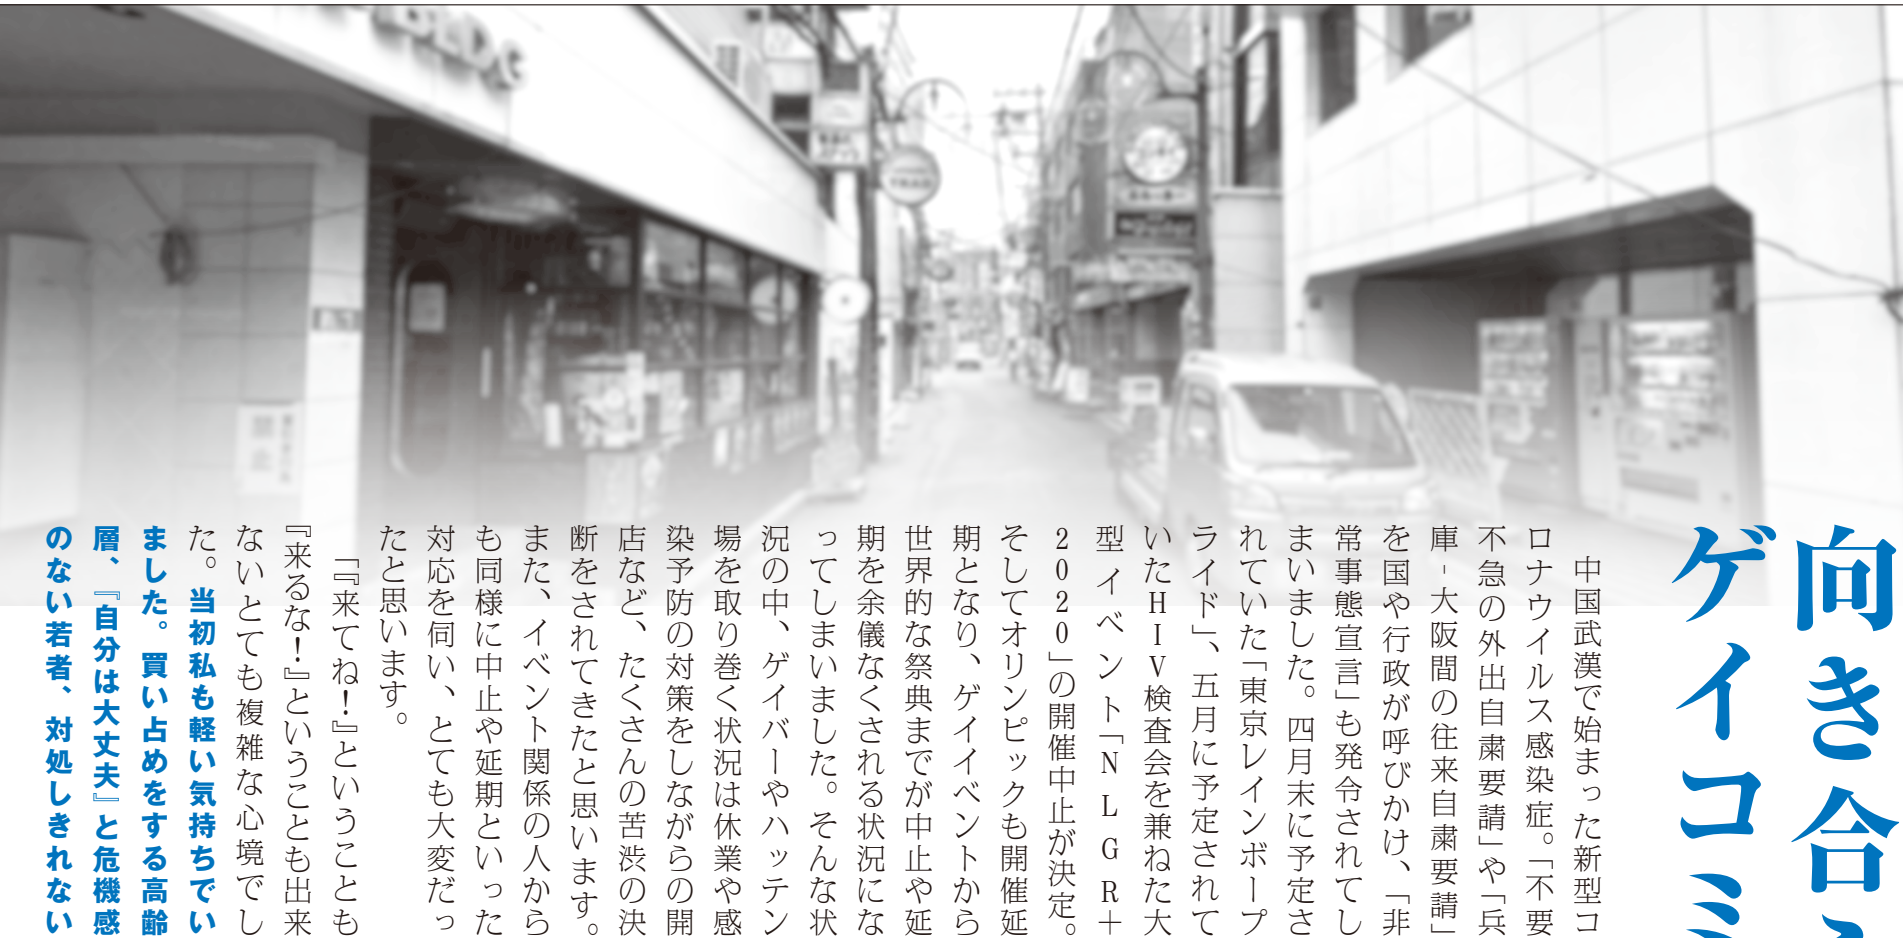 向き合
ゲイコミ
中国武漢で始まった新型コ
ロナウイルス感染症。「不要
不急の外出自粛要請」や「兵
庫-大阪間の往来自粛要請」
を国や行政が呼びかけ、「非
常事態宣言」も発令されてし
まいました。四月末に予定さ
れていた「東京レインボープ
ライド」、五月に予定されて
いたHIV検査会を兼ねた大
型イベント「NLGR＋
2020」の開催中止が決定。
そしてオリンピックも開催延
期となり、ゲイイベントから
世界的な祭典までが中止や延
期を余儀なくされる状況にな
ってしまいました。そんな状
況の中、ゲイバーやハッテン
場を取り巻く状況は休業や感
染予防の対策をしながらの開
店など、たくさんの苦渋の決
断をされてきたと思います。
また、イベント関係の人から
も同様に中止や延期といった
対応を伺い、とても大変だっ
たと思います。
『『来てね！』ということも
『来るな！』ということも出来
ないとても複雑な心境でし
た。当初私も軽い気持ちでい
ました。買い占めをする高齢
層、『自分は大丈夫』と危機感
のない若者、対処しきれない